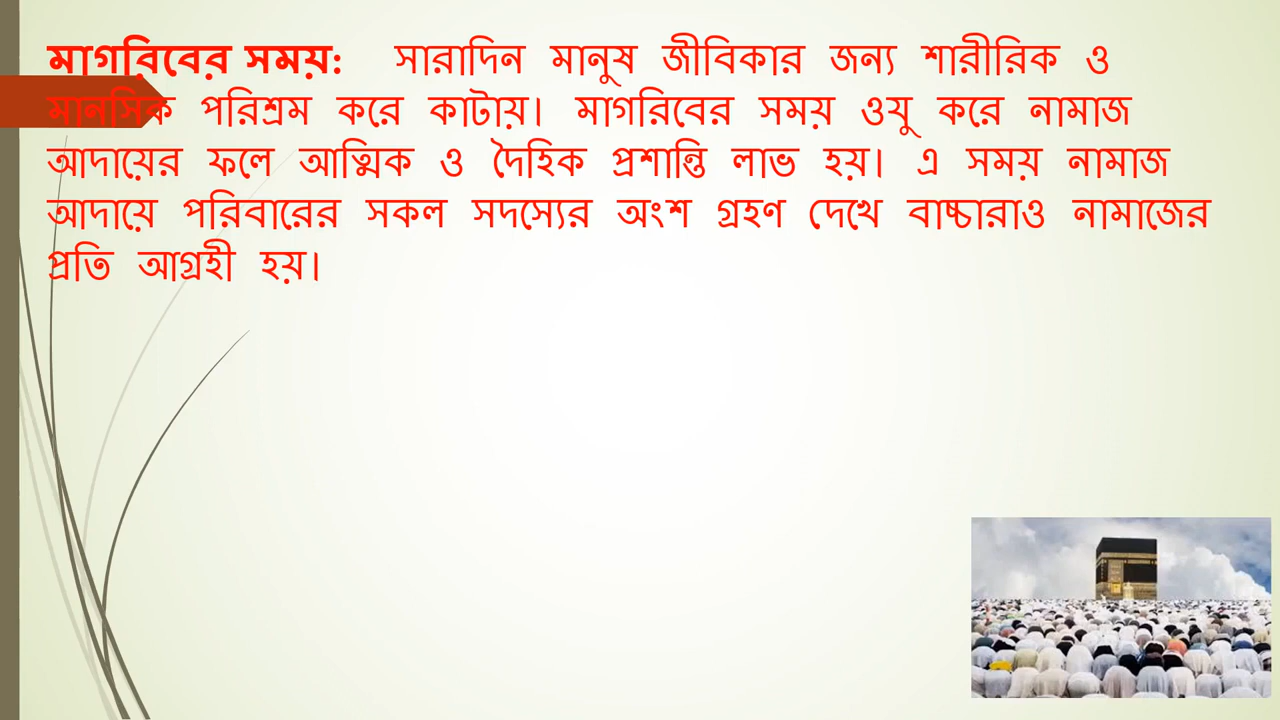 মাগরিবের সময়: সারাদিন মানুষ জীবিকার জন্য শারীরিক ও
মানসিক পরিশ্রম করে কাটায়। মাগরিবের সময় ওযু করে নামাজ
আদায়ের ফলে আত্মিক ও দৈহিক প্রশান্তি লাভ হয়। এ সময় নামাজ
আদায়ে পরিবারের সকল সদস্যের অংশ গ্রহণ দেখে বাচ্চারাও নামাজের
প্রতি আগ্রহী হয়।